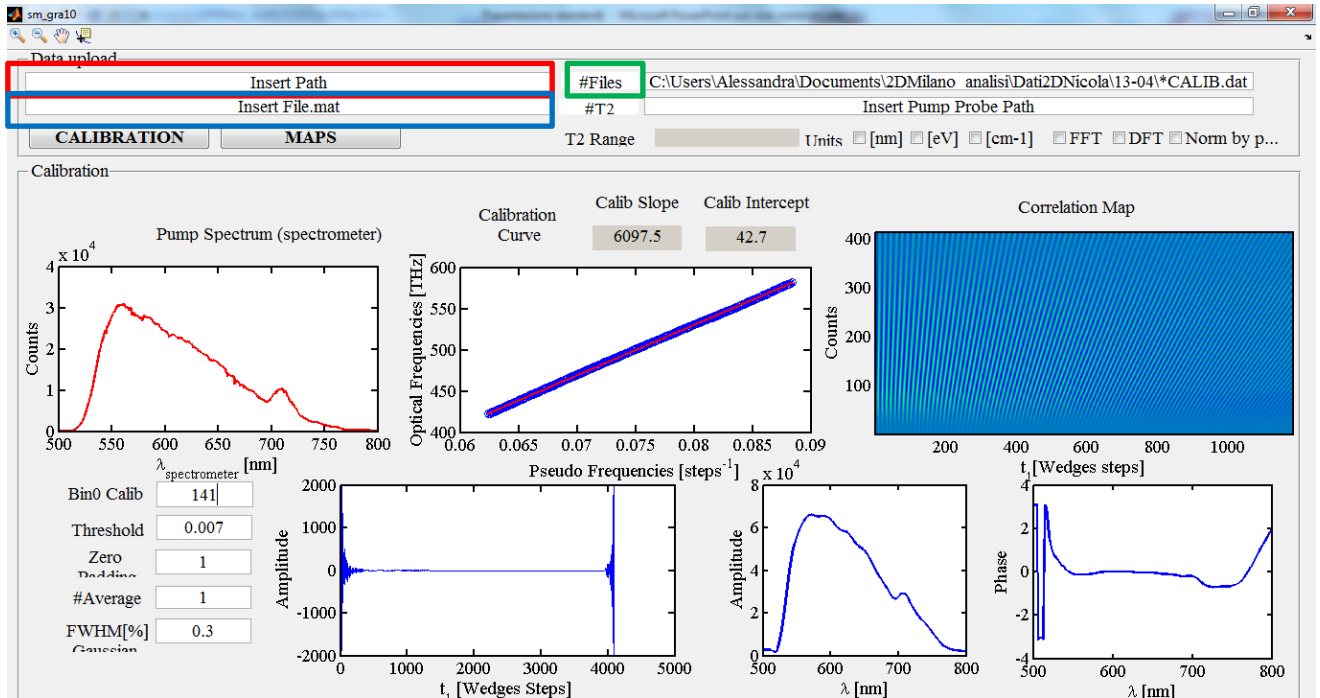 sm_gra10
Data upload
Insert Path
#Files
C:\Users\Alessandra\Documents\2DMilano_analisi\Dati2DNicola\13-04\*CALIB.dat
Insert File.mat
#T2
Insert Pump Probe Path
CALIBRATION
MAPS
T2 Range
Units
[nm]
[eV]
[cm-1]
FFT
DFT
Norm by p...
Calibration
Pump Spectrum (spectrometer)
x 10^4
4
3
2
1
0
Counts
500 550 600 650 700 750 800
λspectrometer [nm]
Calibration
Curve
Calib Slope
6097.5
Calib Intercept
42.7
600
550
500
450
400
Optical Frequencies [THz]
0.06 0.065 0.07 0.075 0.08 0.085 0.09
Pseudo Frequencies [steps-1]
Correlation Map
400
300
200
100
Counts
200 400 600 800 1000
t1[Wedges steps]
Bin0 Calib
141
Threshold
0.007
Zero
Padding
1
#Average
1
FWHM[%]
Gaussian
0.3
2000
1000
0
-1000
-2000
Amplitude
0 1000 2000 3000 4000 5000
t1 [Wedges Steps]
x 10^4
8
6
4
2
0
Amplitude
500 600 700 800
λ [nm]
4
2
0
-2
-4
Phase
500 600 700 800
λ [nm]